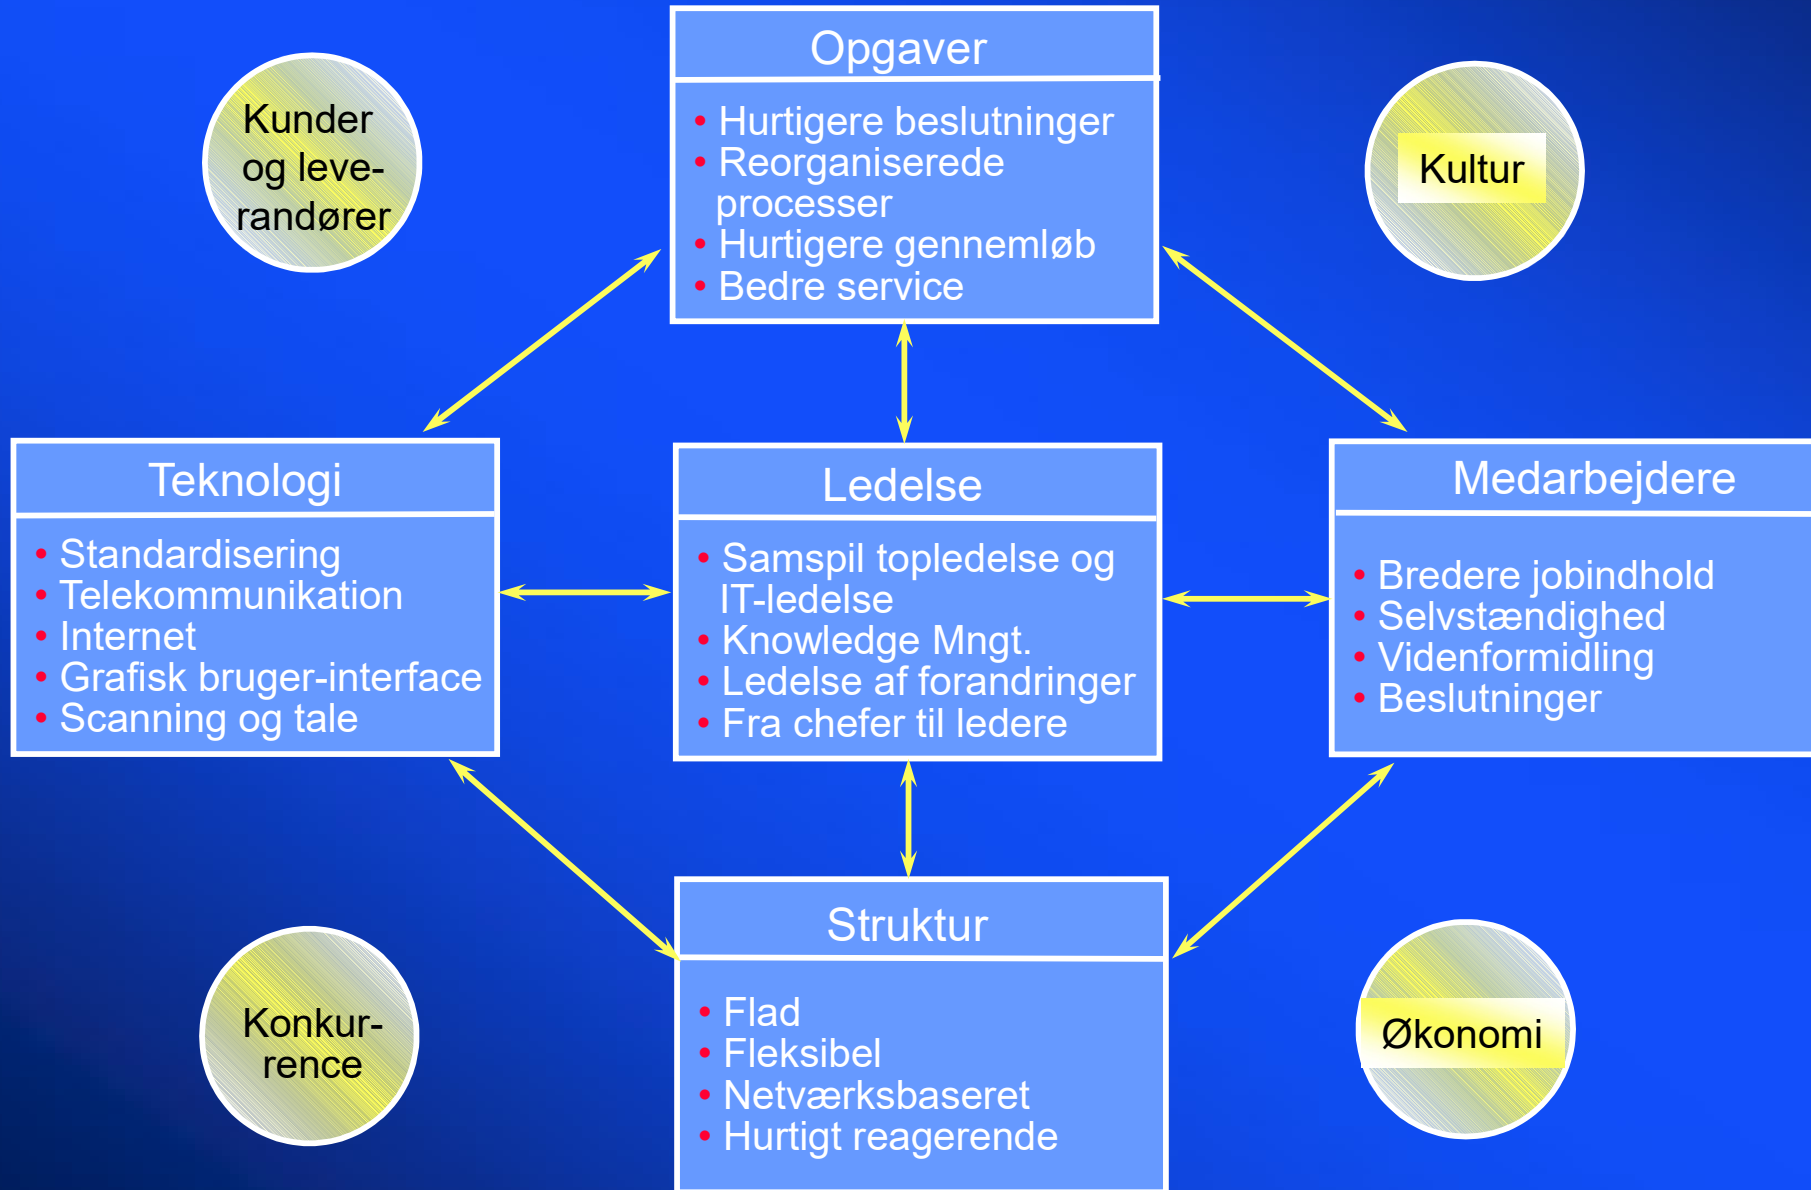 Opgaver
• Hurtigere beslutninger
• Reorganiserede
processer
• Hurtigere gennemløb
• Bedre service
Kunder
og leve-
randører
Kultur
Teknologi
• Standardisering
• Telekommunikation
• Internet
• Grafisk bruger-interface
• Scanning og tale
Ledelse
• Samspil topledelse og
IT-ledelse
• Knowledge Mngt.
• Ledelse af forandringer
• Fra chefer til ledere
Medarbejdere
• Bredere jobindhold
• Selvstændighed
• Videnformidling
• Beslutninger
Struktur
• Flad
• Fleksibel
• Netværksbaseret
• Hurtigt reagerende
Konkur-
rence
Økonomi